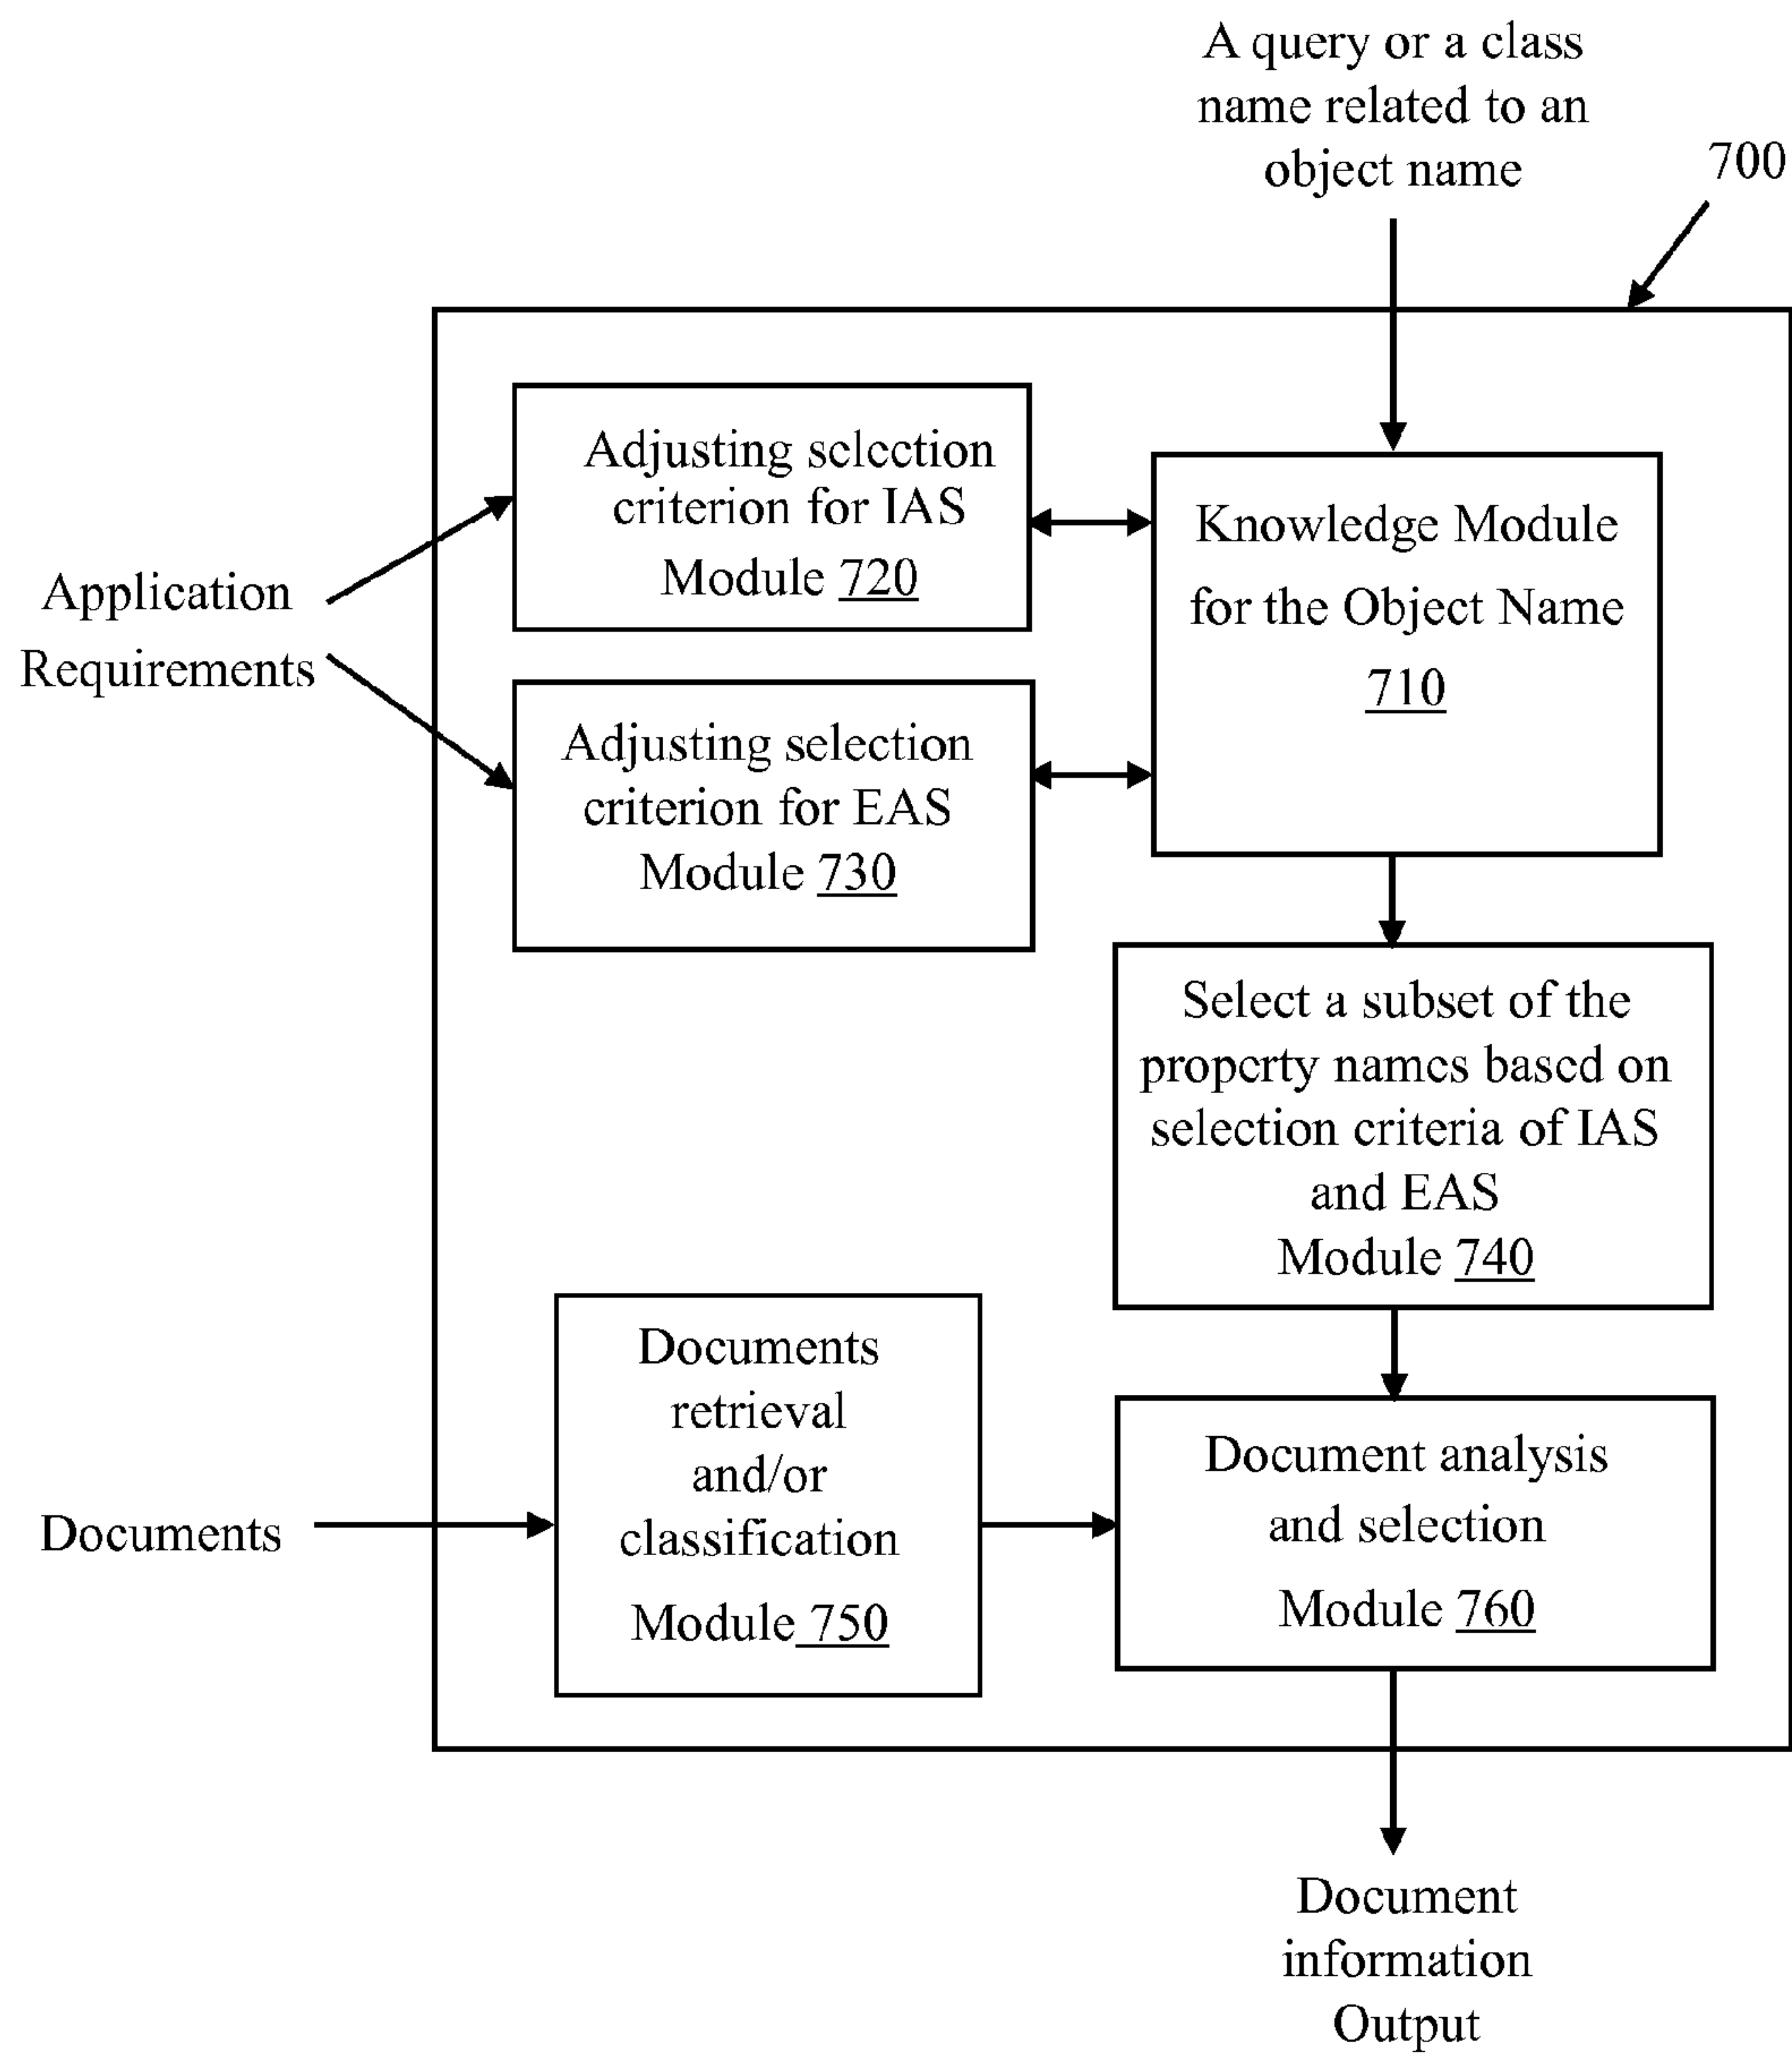 A query or a class
name related to an
object name
700
Adjusting selection
criterion for IAS
Module 720
Knowledge Module
for the Object Name
710
Application
Requirements
Adjusting selection
criterion for EAS
Module 730
Select a subset of the
property names based on
selection criteria of IAS
and EAS
Module 740
Documents
retrieval
and/or
classification
Module 750
Documents
Document analysis
and selection
Module 760
Document
information
Output